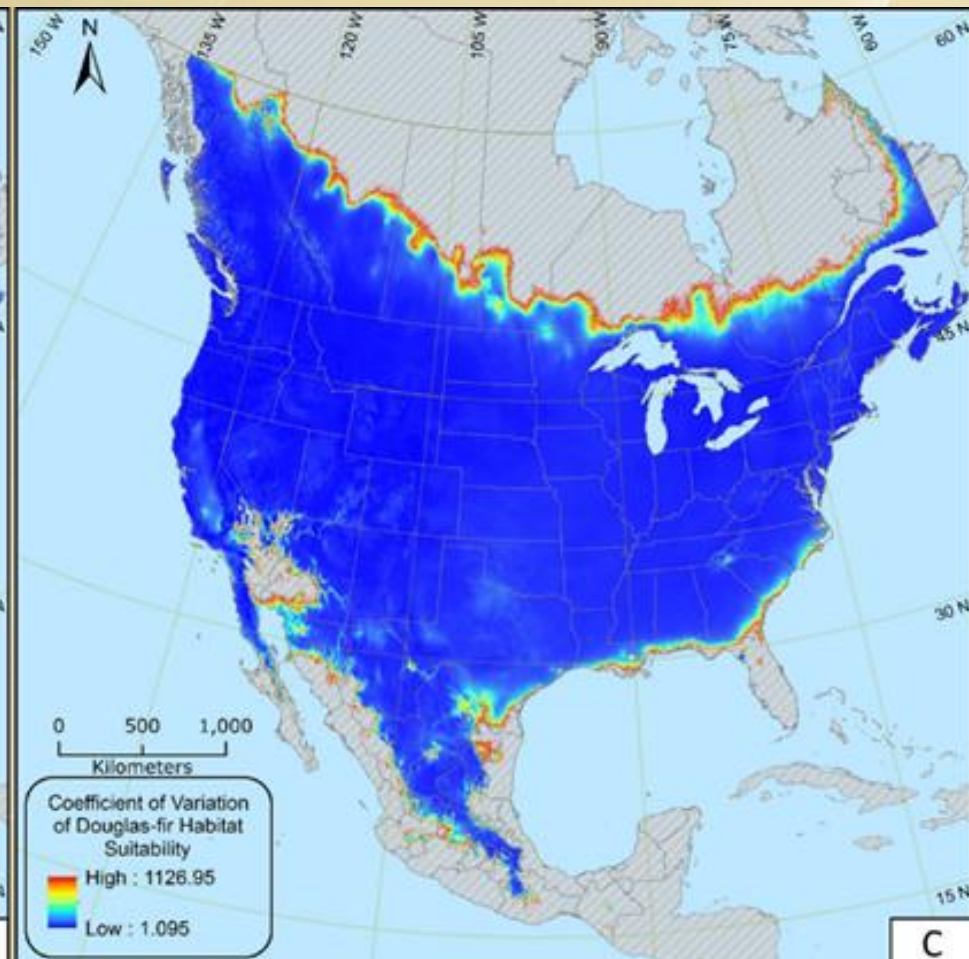 150 W
135 W
120 W
105 W
90 W
75 W
60 W
60 N
N
45 N
30 N
0 500 1,000
Kilometers
Coefficient of Variation
of Douglas-fir Habitat
Suitability
High : 1126.95
Low : 1.095
15 N
C